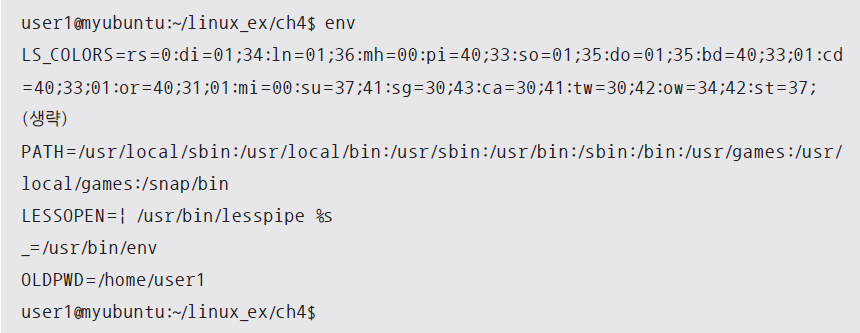 user1@myubuntu:~/linux_ex/ch4$ env
LS_COLORS=rs=0:di=01;34:ln=01;36:mh=00:pi=40;33:so=01;35:do=01;35:bd=40;33;01:cd
=40;33;01:or=40;31;01:mi=00:su=37;41:sg=30;43:ca=30;41:tw=30;42:ow=34;42:st=37;
(생략)
PATH=/usr/local/sbin:/usr/local/bin:/usr/sbin:/usr/bin:/sbin:/bin:/usr/games:/usr/
local/games:/snap/bin
LESSOPEN=¦ /usr/bin/lesspipe %s
_=/usr/bin/env
OLDPWD=/home/user1
user1@myubuntu:~/linux_ex/ch4$